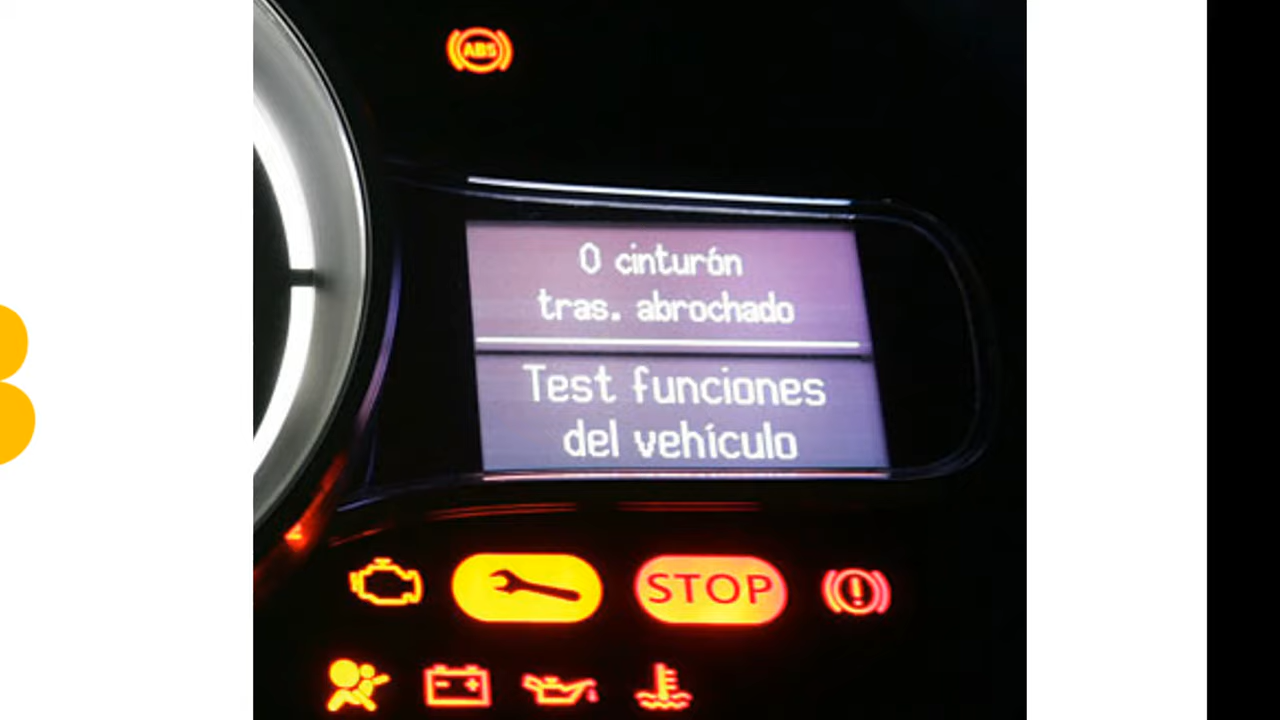 ABS
0 cinturón
tras. abrochado
Test funciones
del vehículo
STOP